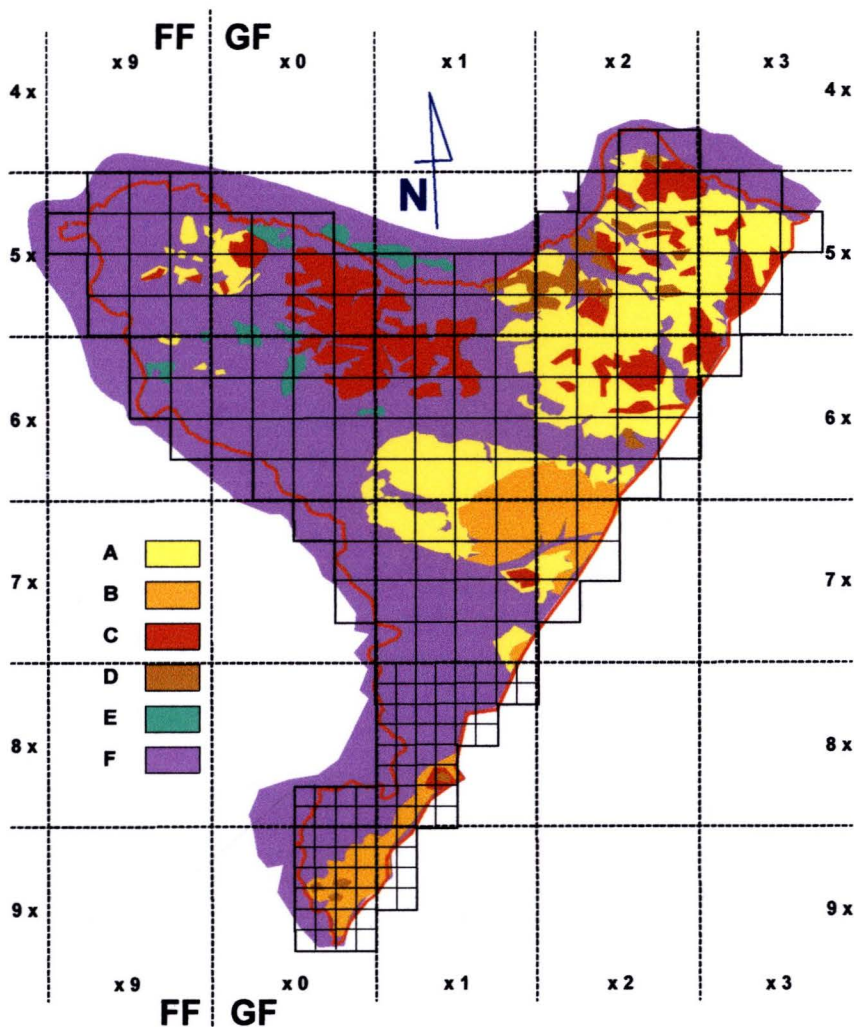 FF GF
x 9 x 0 x 1 x 2 x 3
4 x 4 x
N
5 x 5 x
6 x 6 x
A
B
7 x 7 x
C
D
E
F
8 x 8 x
9 x 9 x
x 9 x 0 x 1 x 2 x 3
FF GF